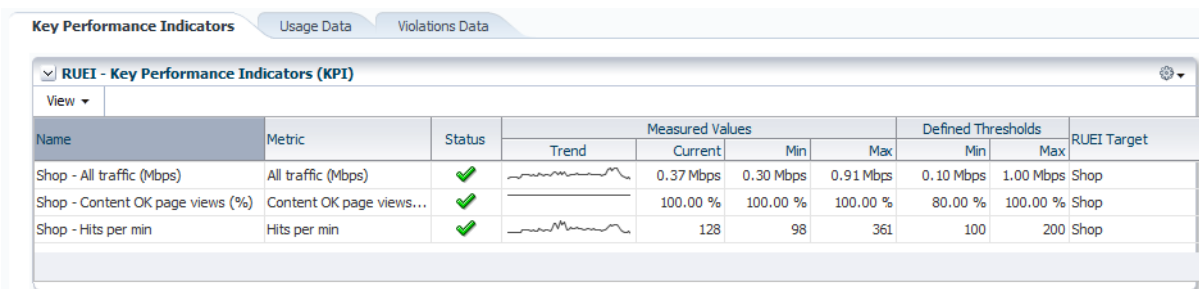 Key Performance Indicators Usage Data Violations Data
RUEI - Key Performance Indicators (KPI)
View
Name Metric Status Measured Values Defined Thresholds RUEI Target
Trend Current Min Max Min Max
Shop - All traffic (Mbps) All traffic (Mbps) 0.37 Mbps 0.30 Mbps 0.91 Mbps 0.10 Mbps 1.00 Mbps Shop
Shop - Content OK page views (%) Content OK page views... 100.00 % 100.00 % 100.00 % 80.00 % 100.00 % Shop
Shop - Hits per min Hits per min 128 98 361 100 200 Shop